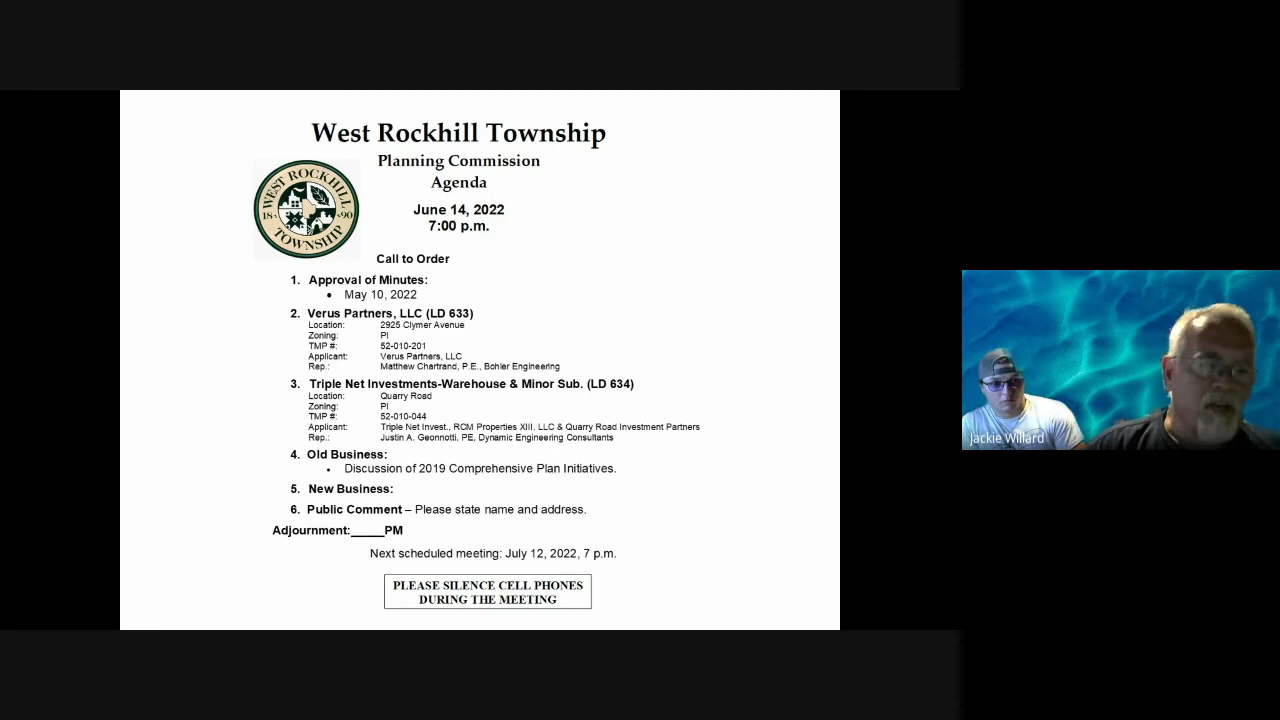 West Rockhill Township
Planning Commission
Agenda
WEST ROCKHILL
18 90
TOWNSHIP
June 14, 2022
7:00 p.m.
Call to Order
1. Approval of Minutes:
• May 10, 2022
2. Verus Partners, LLC (LD 633)
Location: 2925 Clymer Avenue
Zoning: PI
TMP #: 52-010-201
Applicant: Verus Partners, LLC
Rep.: Matthew Chartrand, P.E., Bohler Engineering
3. Triple Net Investments-Warehouse & Minor Sub. (LD 634)
Location: Quarry Road
Zoning: PI
TMP #: 52-010-044
Applicant: Triple Net Invest., RCM Properties XIII, LLC & Quarry Road Investment Partners
Rep.: Justin A. Geonnotti, PE, Dynamic Engineering Consultants
4. Old Business:
• Discussion of 2019 Comprehensive Plan Initiatives.
5. New Business:
6. Public Comment – Please state name and address.
Adjournment:_____PM
Next scheduled meeting: July 12, 2022, 7 p.m.
PLEASE SILENCE CELL PHONES
DURING THE MEETING
Jackie Willard